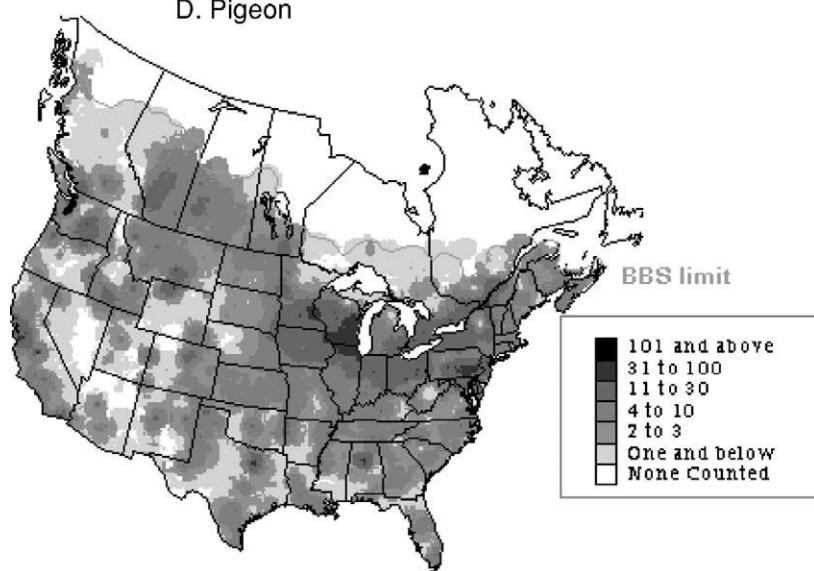 D. Pigeon
BBS limit
101 and above
31 to 100
11 to 30
4 to 10
2 to 3
One and below
None Counted